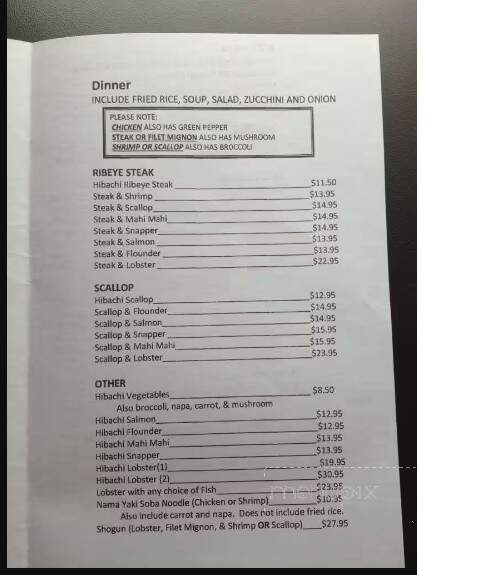 Dinner
INCLUDE FRIED RICE, SOUP, SALAD, ZUCCHINI AND ONION
PLEASE NOTE:
CHICKEN ALSO HAS GREEN PEPPER
STEAK OR FILET MIGNON ALSO HAS MUSHROOM
SHRIMP OR SCALLOP ALSO HAS BROCCOLI
RIBEYE STEAK
Hibachi Ribeye Steak $11.50
Steak & Shrimp $13.95
Steak & Scallop $14.95
Steak & Mahi Mahi $14.95
Steak & Snapper $14.95
Steak & Salmon $13.95
Steak & Flounder $13.95
Steak & Lobster $22.95
SCALLOP
Hibachi Scallop $12.95
Scallop & Flounder $14.95
Scallop & Salmon $14.95
Scallop & Snapper $15.95
Scallop & Mahi Mahi $15.95
Scallop & Lobster $23.95
OTHER
Hibachi Vegetables $8.50
Also broccoli, napa, carrot, & mushroom
Hibachi Salmon $12.95
Hibachi Flounder $12.95
Hibachi Mahi Mahi $13.95
Hibachi Snapper $13.95
Hibachi Lobster(1) $19.95
Hibachi Lobster (2) $30.95
Lobster with any choice of Fish $23.95
Nama Yaki Soba Noodle (Chicken or Shrimp) $10.95
Also include carrot and napa. Does not include fried rice.
Shogun (Lobster, Filet Mignon, & Shrimp OR Scallop) $27.95